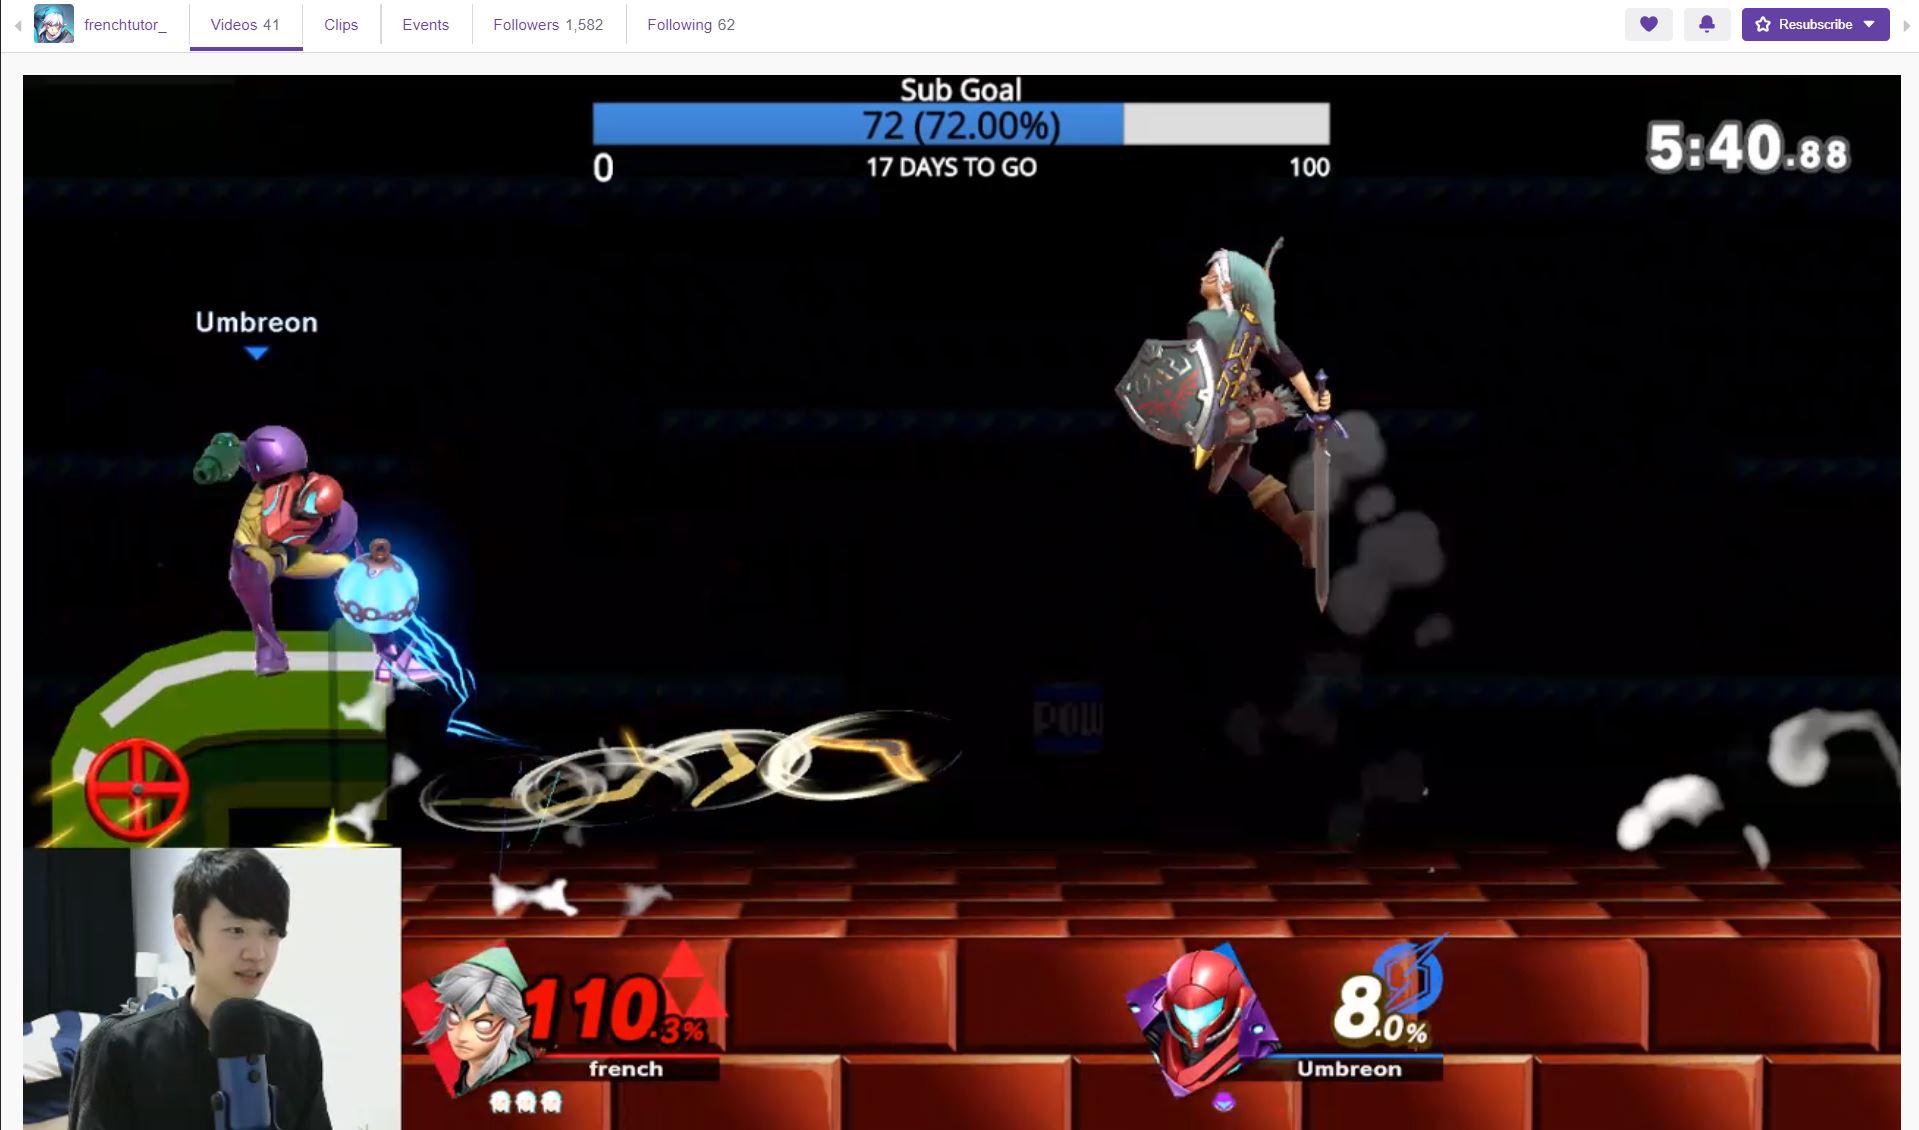 frenchtutor_ Videos 41 Clips Events Followers 1,582 Following 62 Resubscribe
Sub Goal
72 (72.00%)
0 17 DAYS TO GO 100
5:40.88
Umbreon
POW
110.3% 8.0%
french Umbreon